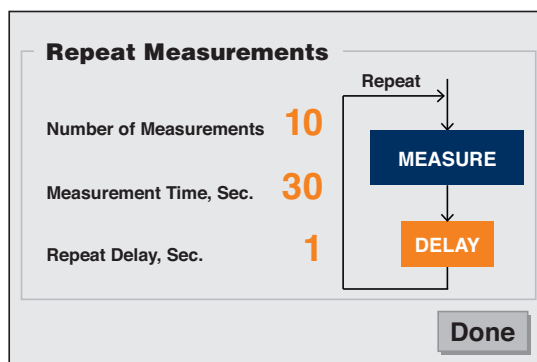 Repeat Measurements
Repeat
Number of Measurements 10
MEASURE
Measurement Time, Sec. 30
Repeat Delay, Sec. 1
DELAY
Done